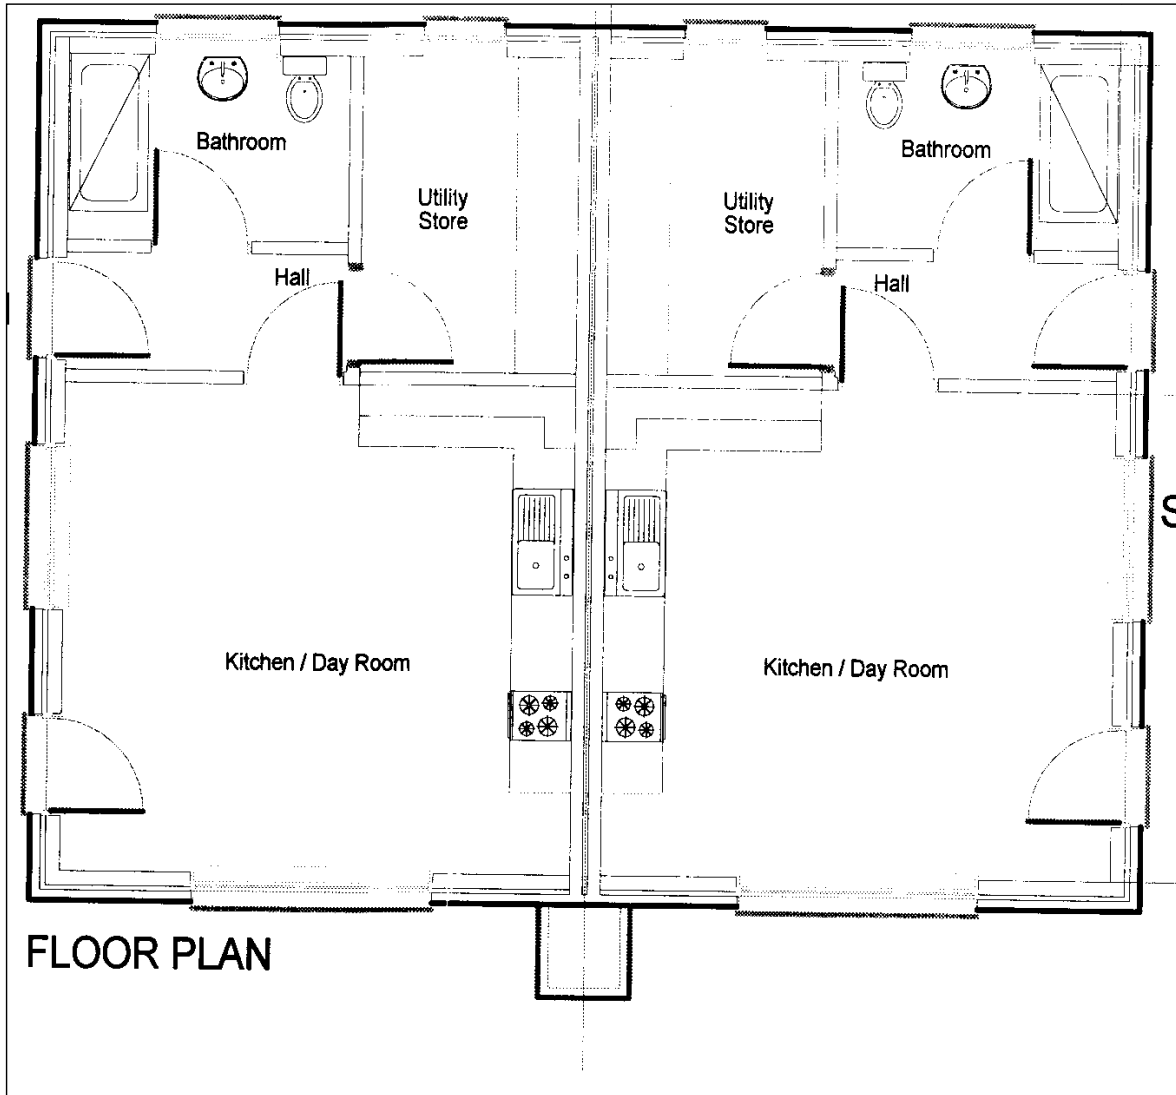 Bathroom
Bathroom
Utility
Store
Utility
Store
Hall
Hall
S
Kitchen / Day Room
Kitchen / Day Room
FLOOR PLAN